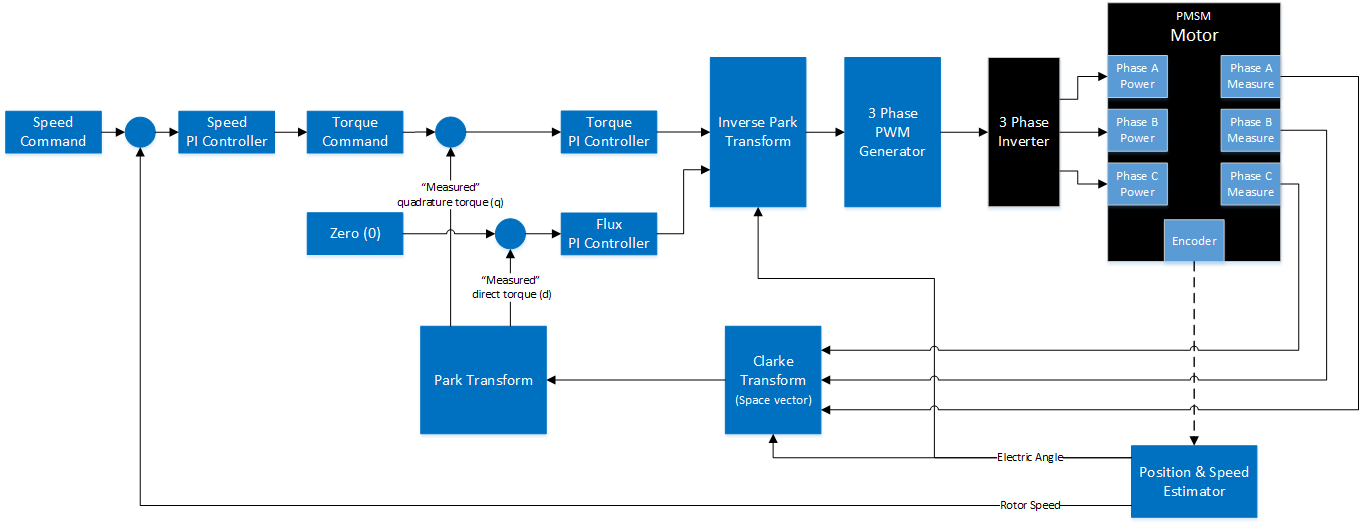 PMSM
Motor
Phase A
Power
Phase A
Measure
Phase B
Power
Phase B
Measure
Phase C
Power
Phase C
Measure
Encoder
Speed
Command
Speed
PI Controller
Torque
Command
Torque
PI Controller
Inverse Park
Transform
3 Phase
PWM
Generator
3 Phase
Inverter
“Measured”
quadrature torque (q)
Zero (0)
Flux
PI Controller
“Measured”
direct torque (d)
Park Transform
Clarke
Transform
(Space vector)
Electric Angle
Position & Speed
Estimator
Rotor Speed